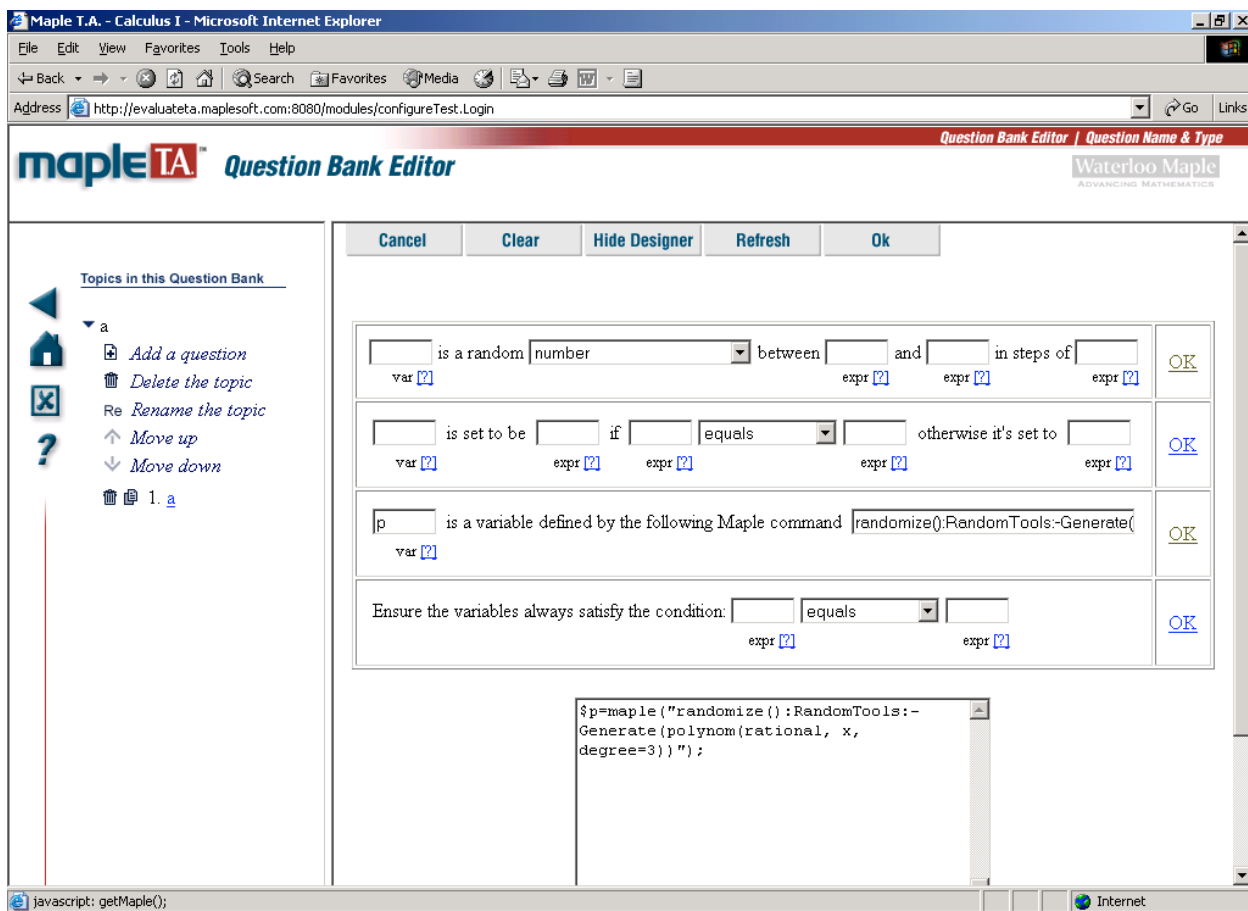 Maple T.A. - Calculus I - Microsoft Internet Explorer
File Edit View Favorites Tools Help
Back Search Favorites Media
Address http://evaluateta.maplesoft.com:8080/modules/configureTest.Login Go Links
Question Bank Editor | Question Name & Type
maple T.A.™ Question Bank Editor
Waterloo Maple
ADVANCING MATHEMATICS
Cancel Clear Hide Designer Refresh Ok
Topics in this Question Bank
a
Add a question
Delete the topic
Re Rename the topic
Move up
Move down
1. a
is a random number between and in steps of OK
var [?] expr [?] expr [?] expr [?]
is set to be if equals otherwise it's set to OK
var [?] expr [?] expr [?] expr [?] expr [?]
p is a variable defined by the following Maple command randomize():RandomTools:-Generate( OK
var [?]
Ensure the variables always satisfy the condition: equals OK
expr [?] expr [?]
$p=maple("randomize():RandomTools:-
Generate(polynom(rational, x,
degree=3))");
javascript: getMaple(); Internet